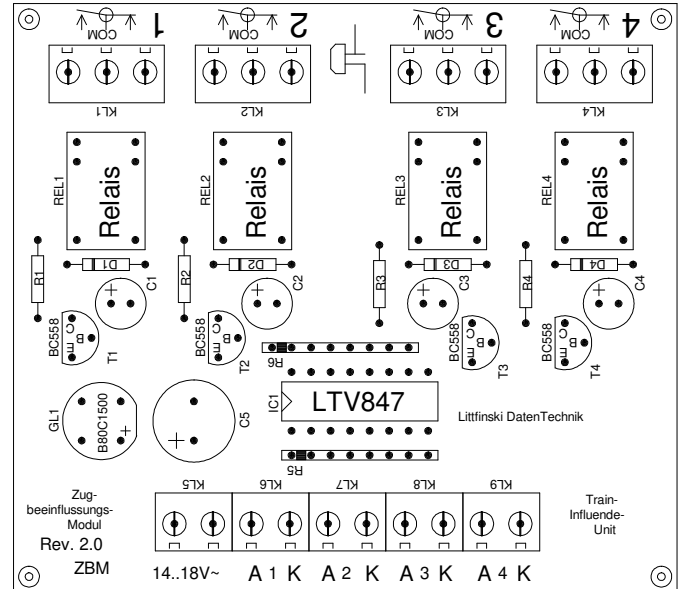 1 2 3 4
COM COM COM COM
KL1 KL2 KL3 KL4
REL1 Relais REL2 Relais REL3 Relais REL4 Relais
D1 D2 D3 D4
R1 C1 R2 C2 R3 C3 R4 C4
BC558 C B E T1 BC558 C B E T2 BC558 C B E T3 BC558 C B E T4
R6
GL1 B80C1500 + + C5 IC1 LTV847 Littfinski DatenTechnik
R5
KL5 KL6 KL7 KL8 KL9
Zug-
beeinflussungs-
Modul
Rev. 2.0
ZBM
Train-
Influende-
Unit
14..18V~ A 1 K A 2 K A 3 K A 4 K